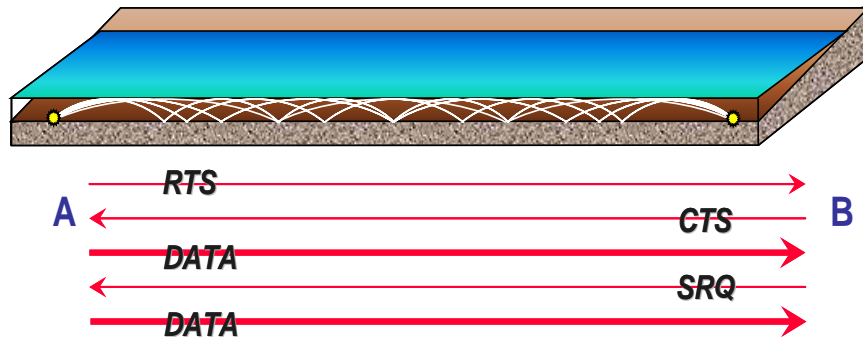 RTS
A CTS B
DATA
SRQ
DATA